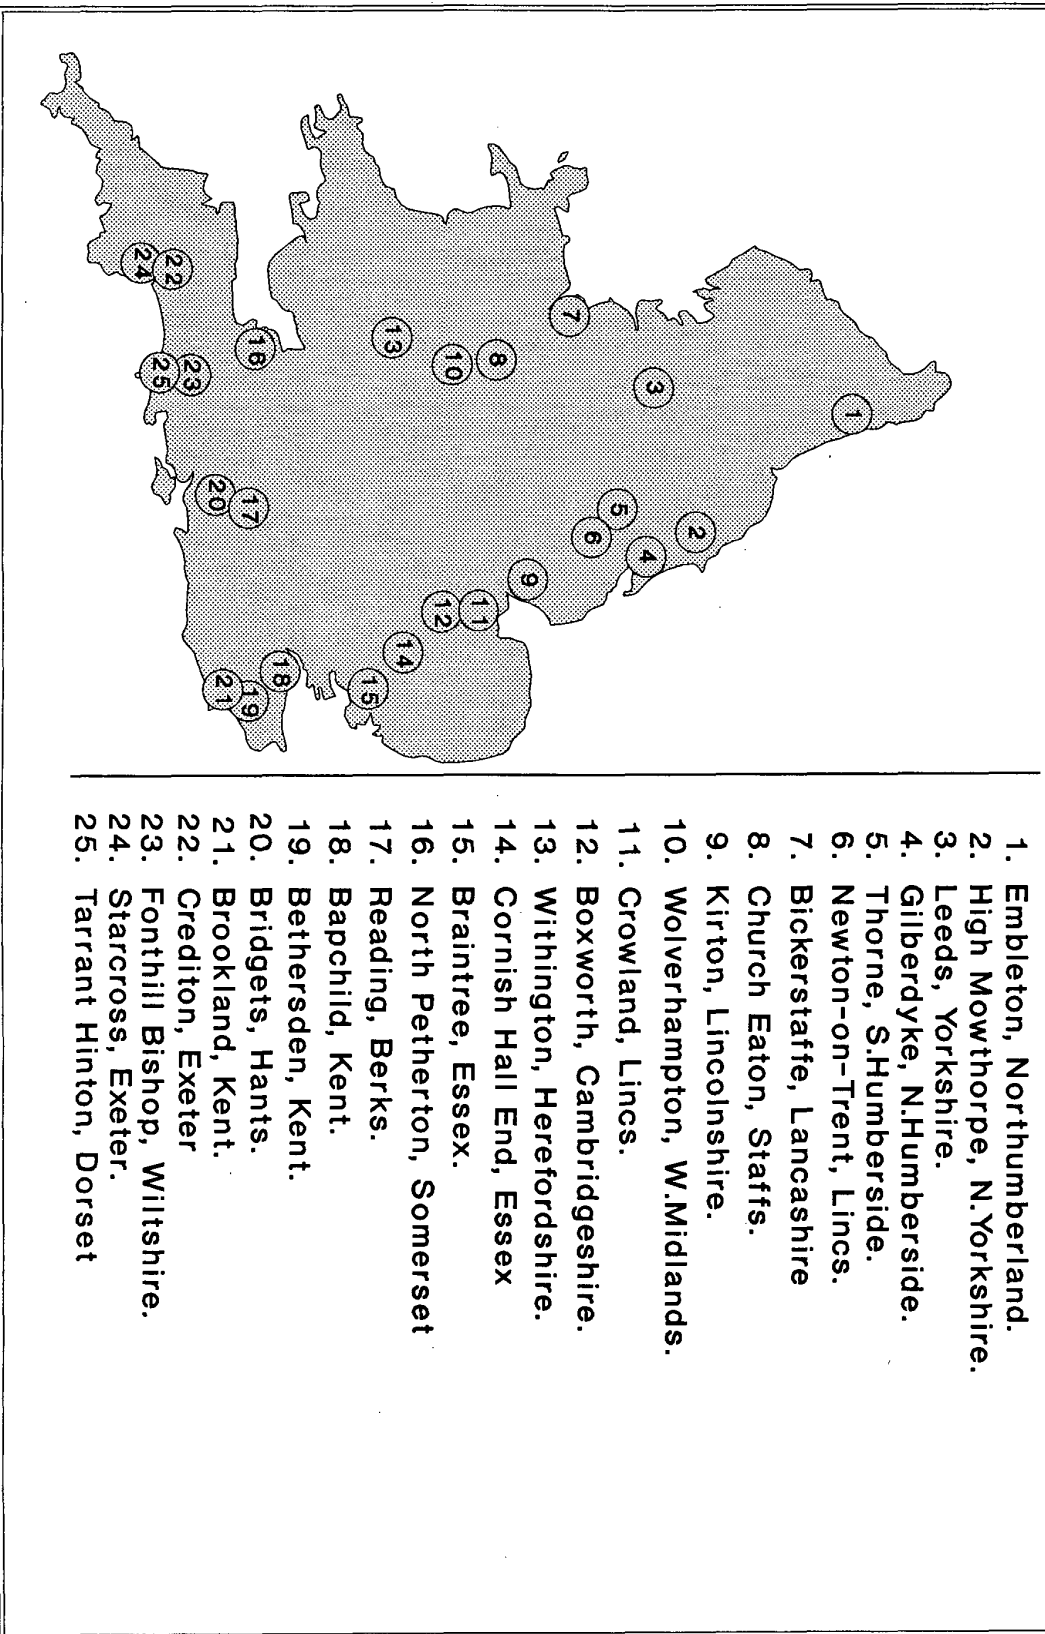 1
2
3
4
5
6
7
8
9
10
11
12
13
14
15
16
17
18
19
20
21
22
23
24
25
1. Embleton, Northumberland.
2. High Mowthorpe, N.Yorkshire.
3. Leeds, Yorkshire.
4. Gilberdyke, N.Humberside.
5. Thorne, S.Humberside.
6. Newton-on-Trent, Lincs.
7. Bickerstaffe, Lancashire
8. Church Eaton, Staffs.
9. Kirton, Lincolnshire.
10. Wolverhampton, W.Midlands.
11. Crowland, Lincs.
12. Boxworth, Cambridgeshire.
13. Withington, Herefordshire.
14. Cornish Hall End, Essex
15. Braintree, Essex.
16. North Petherton, Somerset
17. Reading, Berks.
18. Bapchild, Kent.
19. Bethersden, Kent.
20. Bridgets, Hants.
21. Brookland, Kent.
22. Crediton, Exeter
23. Fonthill Bishop, Wiltshire.
24. Starcross, Exeter.
25. Tarrant Hinton, Dorset